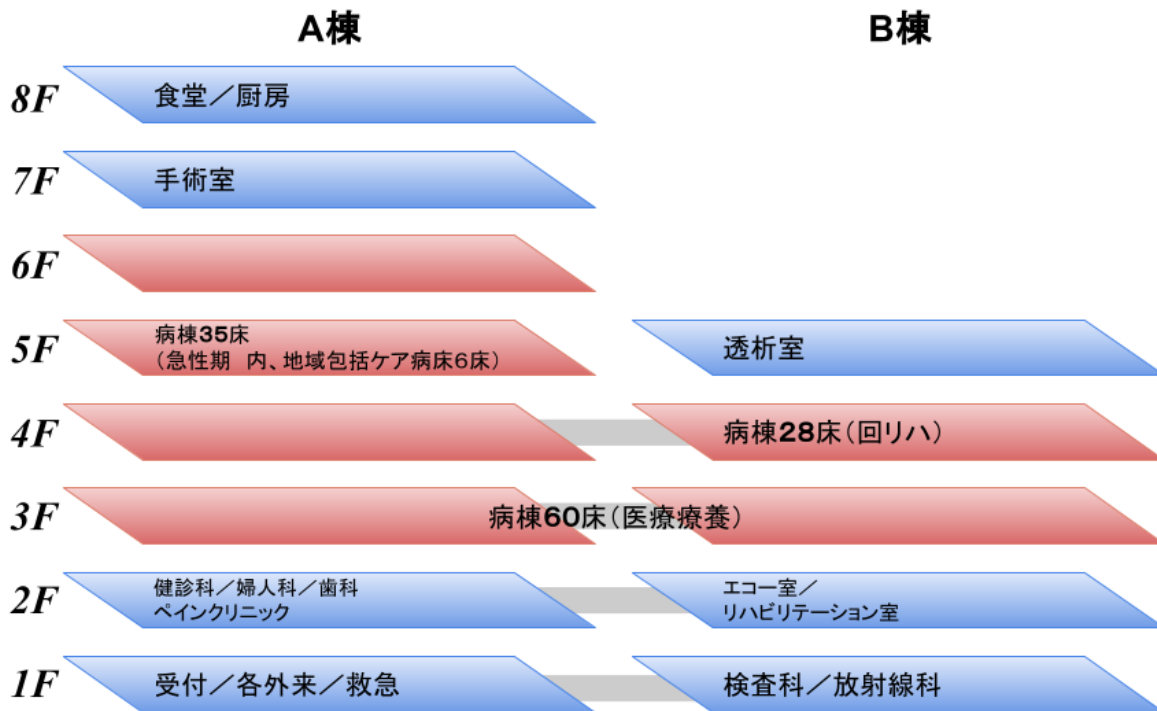 A棟
B棟
8F
食堂／厨房
7F
手術室
6F
5F
病棟35床
（急性期　内、地域包括ケア病床6床）
透析室
4F
病棟28床（回リハ）
3F
病棟60床（医療療養）
2F
健診科／婦人科／歯科
ペインクリニック
エコー室／
リハビリテーション室
1F
受付／各外来／救急
検査科／放射線科